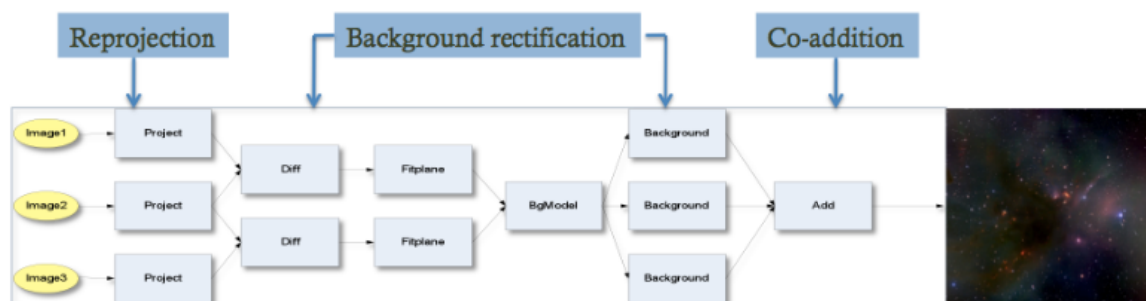 Reprojection
Background rectification
Co-addition
Image1
Project
Background
Diff
Fitplane
Image2
Project
BgModel
Background
Add
Diff
Fitplane
Image3
Project
Background